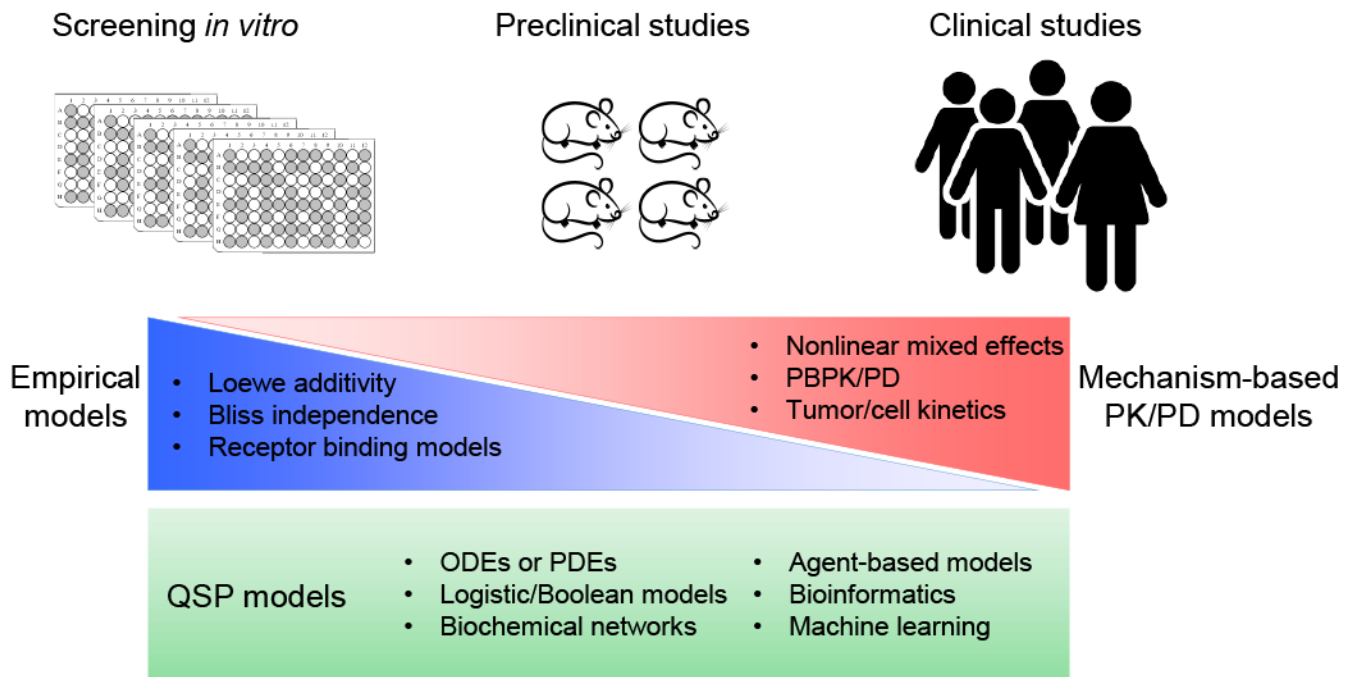 Screening in vitro
Preclinical studies
Clinical studies
Empirical
models
• Loewe additivity
• Bliss independence
• Receptor binding models
• Nonlinear mixed effects
• PBPK/PD
• Tumor/cell kinetics
Mechanism-based
PK/PD models
QSP models
• ODEs or PDEs
• Logistic/Boolean models
• Biochemical networks
• Agent-based models
• Bioinformatics
• Machine learning